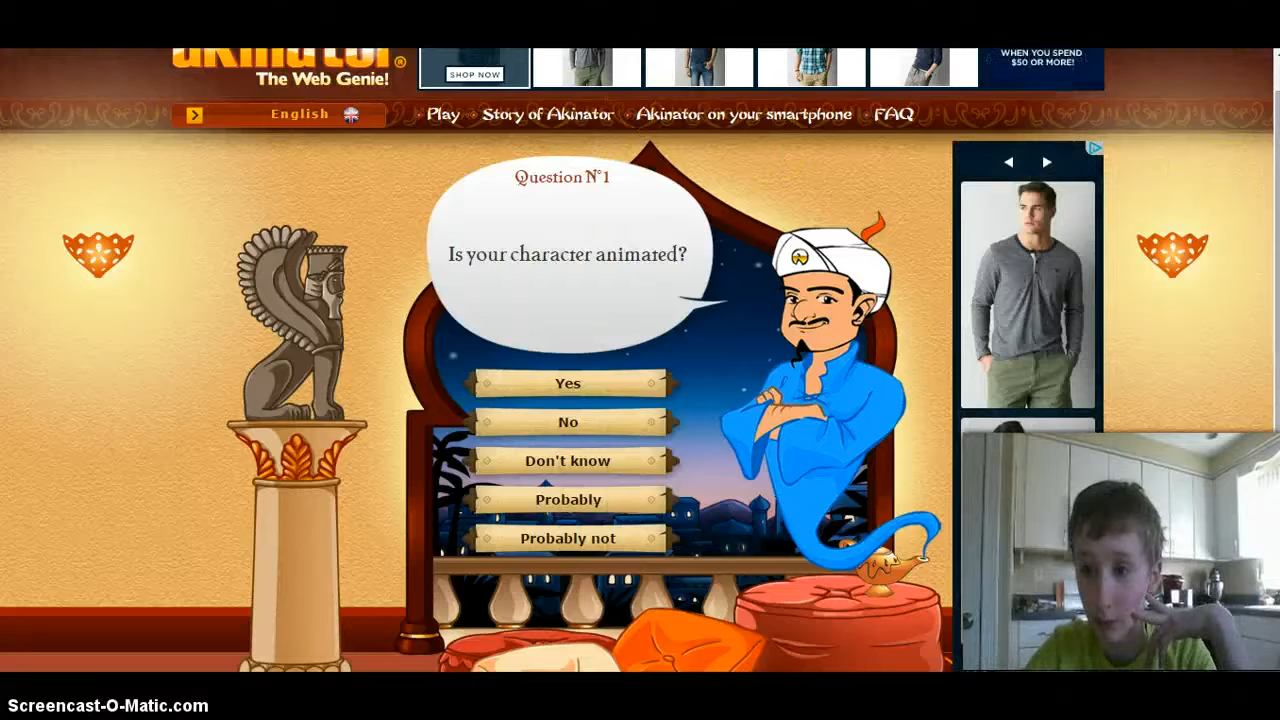 akinator®
The Web Genie!
SHOP NOW
WHEN YOU SPEND
$50 OR MORE!
English
Play
Story of Akinator
Akinator on your smartphone
FAQ
Question N°1
Is your character animated?
Yes
No
Don't know
Probably
Probably not
Screencast-O-Matic.com